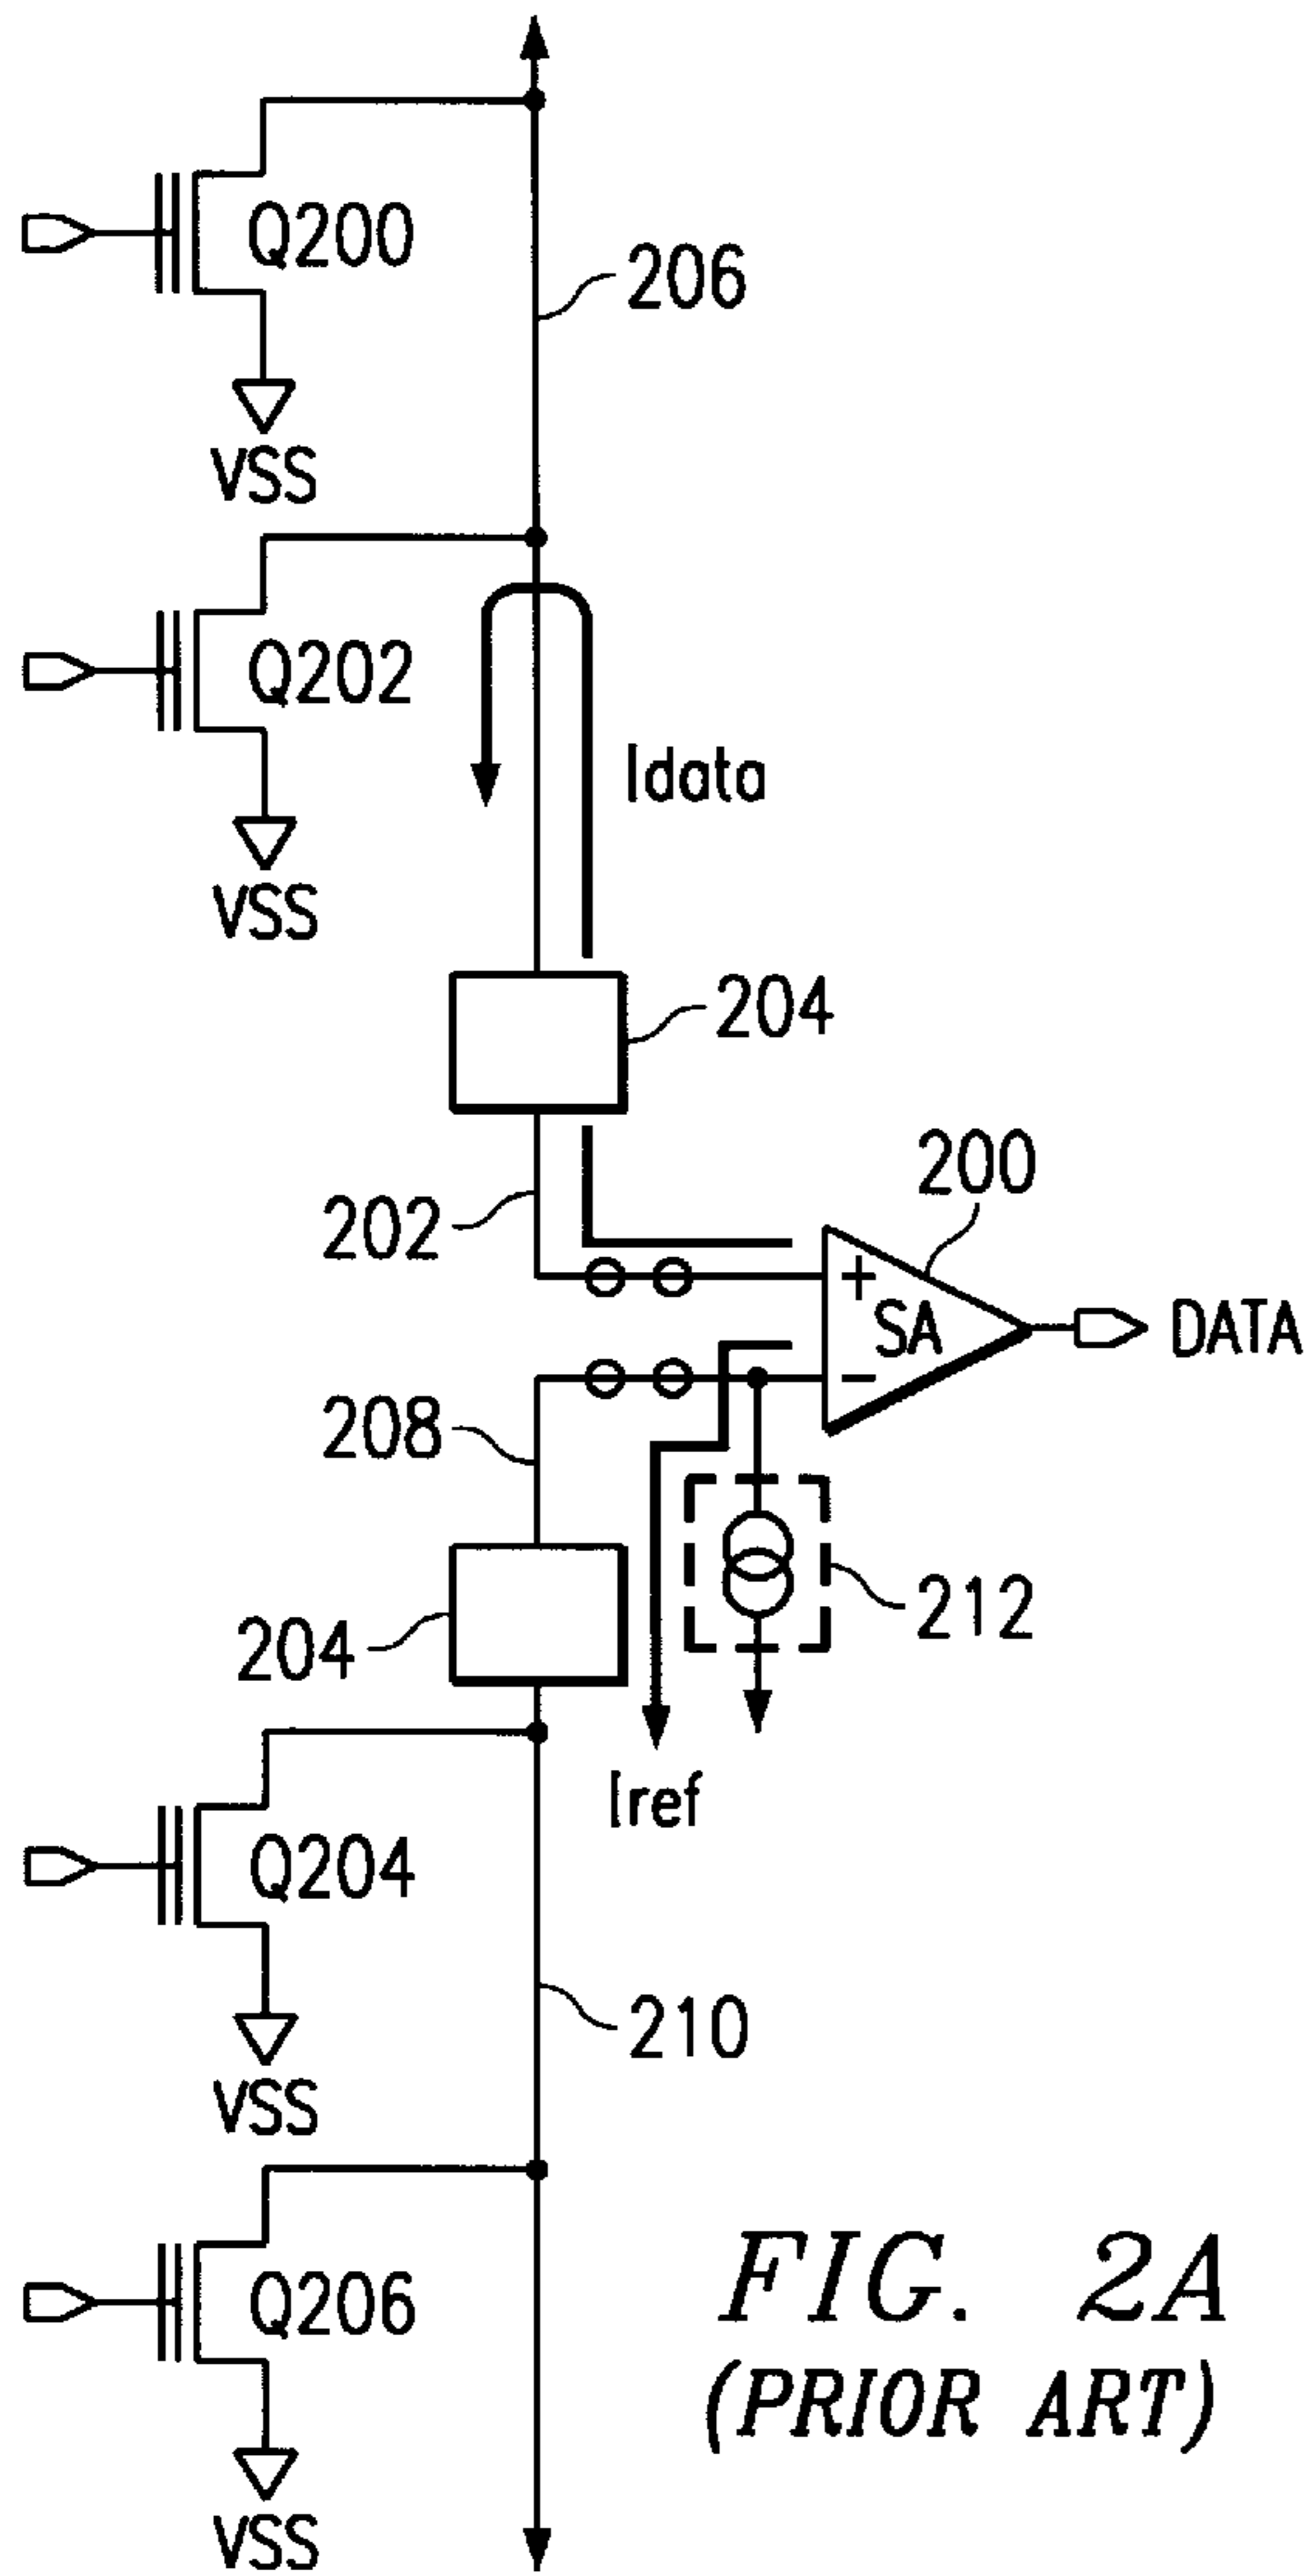 Q200
206
VSS
Q202
Idata
VSS
204
200
202
+
SA
DATA
−
208
212
204
Iref
Q204
210
VSS
Q206
FIG. 2A
(PRIOR ART)
VSS